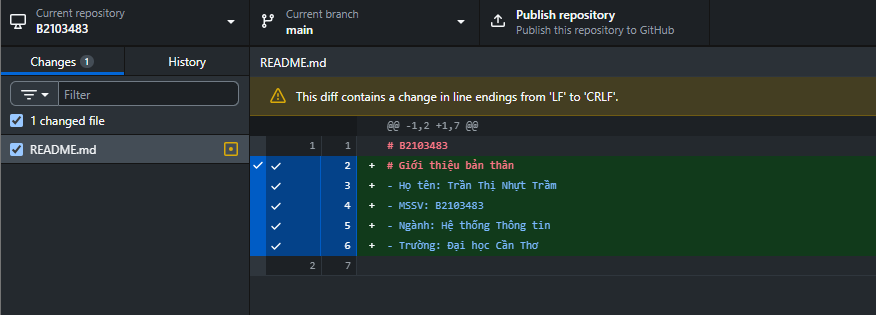 Current repository
B2103483
Current branch
main
Publish repository
Publish this repository to GitHub
Changes 1
History
README.md
Filter
This diff contains a change in line endings from 'LF' to 'CRLF'.
1 changed file
README.md
@@ -1,2 +1,7 @@
1 1 # B2103483
2 + # Giới thiệu bản thân
3 + - Họ tên: Trần Thị Nhựt Trầm
4 + - MSSV: B2103483
5 + - Ngành: Hệ thống Thông tin
6 + - Trường: Đại học Cần Thơ
2 7